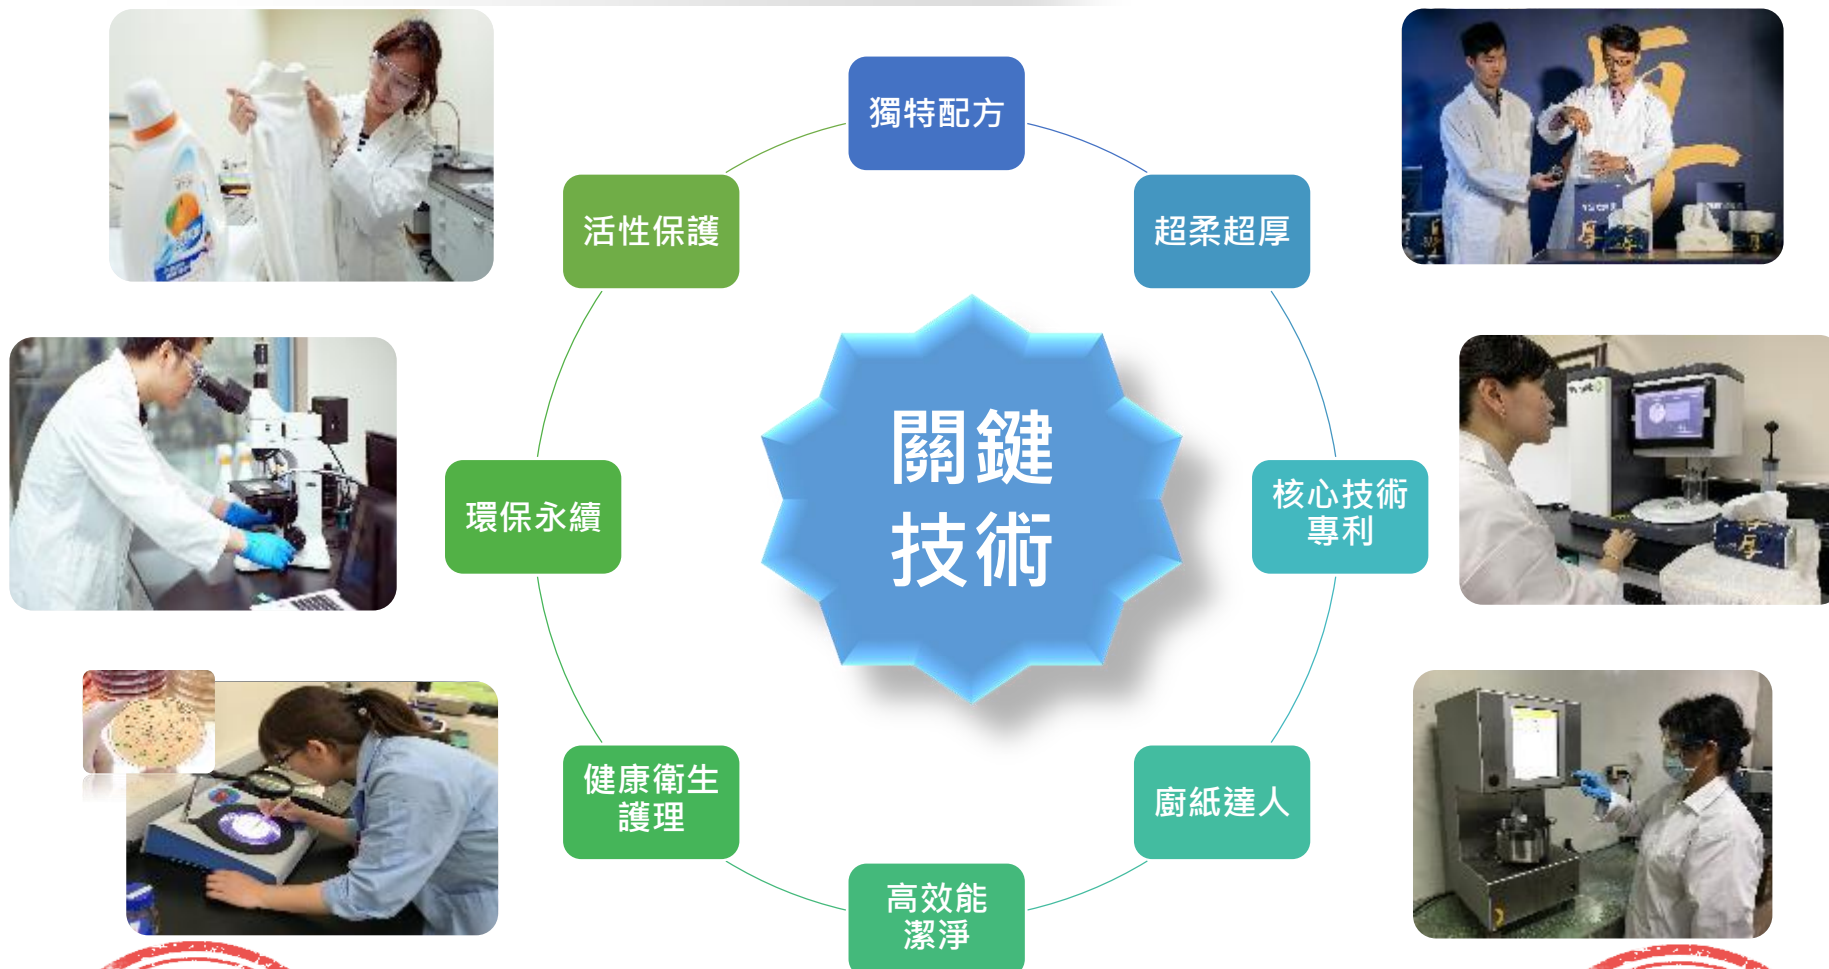 獨特配方
活性保護
超柔超厚
關鍵
技術
環保永續
核心技術
專利
健康衛生
護理
廚紙達人
高效能
潔淨
厚